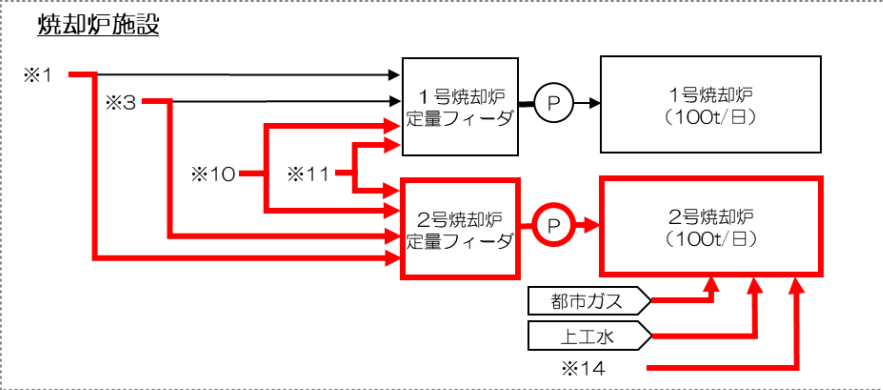 焼却炉施設
※1
※3
※10
※11
1号焼却炉
定量フィーダ
P
1号焼却炉
（100t/日）
2号焼却炉
定量フィーダ
P
2号焼却炉
（100t/日）
都市ガス
上工水
※14